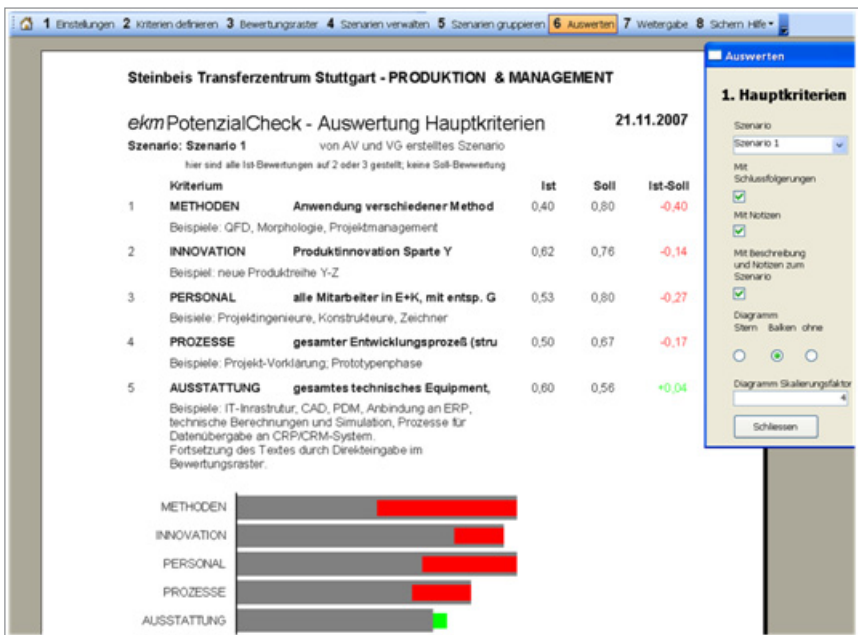 1 Einstellungen 2 Kriterien definieren 3 Bewertungsraster 4 Szenarien verwalten 5 Szenarien gruppieren 6 Auswerten 7 Weitergabe 8 Sichern Hilfe
Steinbeis Transferzentrum Stuttgart - PRODUKTION & MANAGEMENT
ekm PotenzialCheck - Auswertung Hauptkriterien 21.11.2007
Szenario: Szenario 1 von AV und VG erstelltes Szenario
hier sind alle Ist-Bewertungen auf 2 oder 3 gestellt; keine Soll-Bewwertung
Kriterium Ist Soll Ist-Soll
1 METHODEN Anwendung verschiedener Method 0,40 0,80 -0,40
Beispiele: QFD, Morphologie, Projektmanagement
2 INNOVATION Produktinnovation Sparte Y 0,62 0,76 -0,14
Beispiel: neue Produktreihe Y-Z
3 PERSONAL alle Mitarbeiter in E+K, mit entsp. G 0,53 0,80 -0,27
Beisiele: Projektingenieure, Konstrukteure, Zeichner
4 PROZESSE gesamter Entwicklungsprozeß (stru 0,50 0,67 -0,17
Beispiele: Projekt-Vorklärung; Prototypenphase
5 AUSSTATTUNG gesamtes technisches Equipment, 0,60 0,56 +0,04
Beispiele: IT-Inrastrutur, CAD, PDM, Anbindung an ERP,
technische Berechnungen und Simulation, Prozesse für
Datenübergabe an CRP/CRM-System.
Fortsetzung des Textes durch Direkteingabe im
Bewertungsraster.
METHODEN
INNOVATION
PERSONAL
PROZESSE
AUSSTATTUNG
Auswerten
1. Hauptkriterien
Szenario
Szenario 1
Mit
Schlussfolgerungen
Mit Notizen
Mit Beschreibung
und Notizen zum
Szenario
Diagramm
Stern Balken ohne
Diagramm Skalierungsfaktor
4
Schliessen